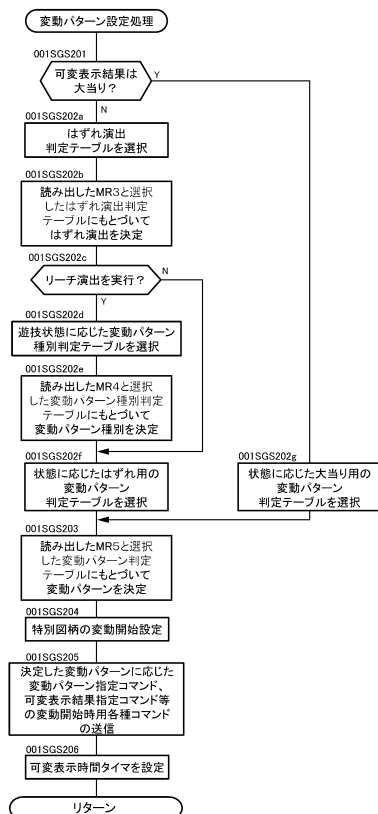 変動パターン設定処理
001SGS201
可変表示結果は
大当り？
Y
N
001SGS202a
はずれ演出
判定テーブルを選択
001SGS202b
読み出したMR3と選択
したはずれ演出判定
テーブルにもとづいて
はずれ演出を決定
001SGS202c
リーチ演出を実行？
N
Y
001SGS202d
遊技状態に応じた変動パターン
種別判定テーブルを選択
001SGS202e
読み出したMR4と選択
した変動パターン種別判定
テーブルにもとづいて
変動パターン種別を決定
001SGS202f
状態に応じたはずれ用の
変動パターン
判定テーブルを選択
001SGS202g
状態に応じた大当り用の
変動パターン
判定テーブルを選択
001SGS203
読み出したMR5と選択
した変動パターン判定
テーブルにもとづいて
変動パターンを決定
001SGS204
特別図柄の変動開始設定
001SGS205
決定した変動パターンに応じた
変動パターン指定コマンド、
可変表示結果指定コマンド等
の変動開始時用各種コマンド
の送信
001SGS206
可変表示時間タイマを設定
リターン